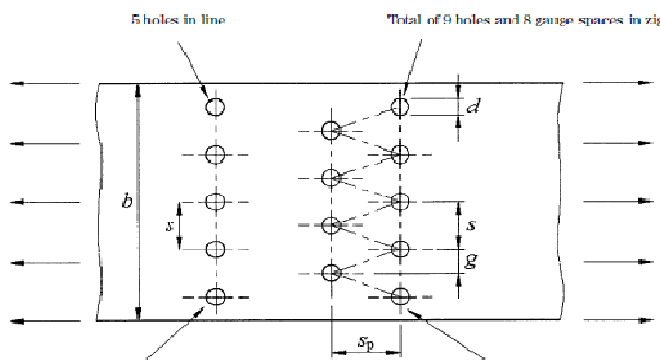 5 holes in line
Total of 9 holes and 8 gauge spaces in zig
d
b
s
s
g
sp